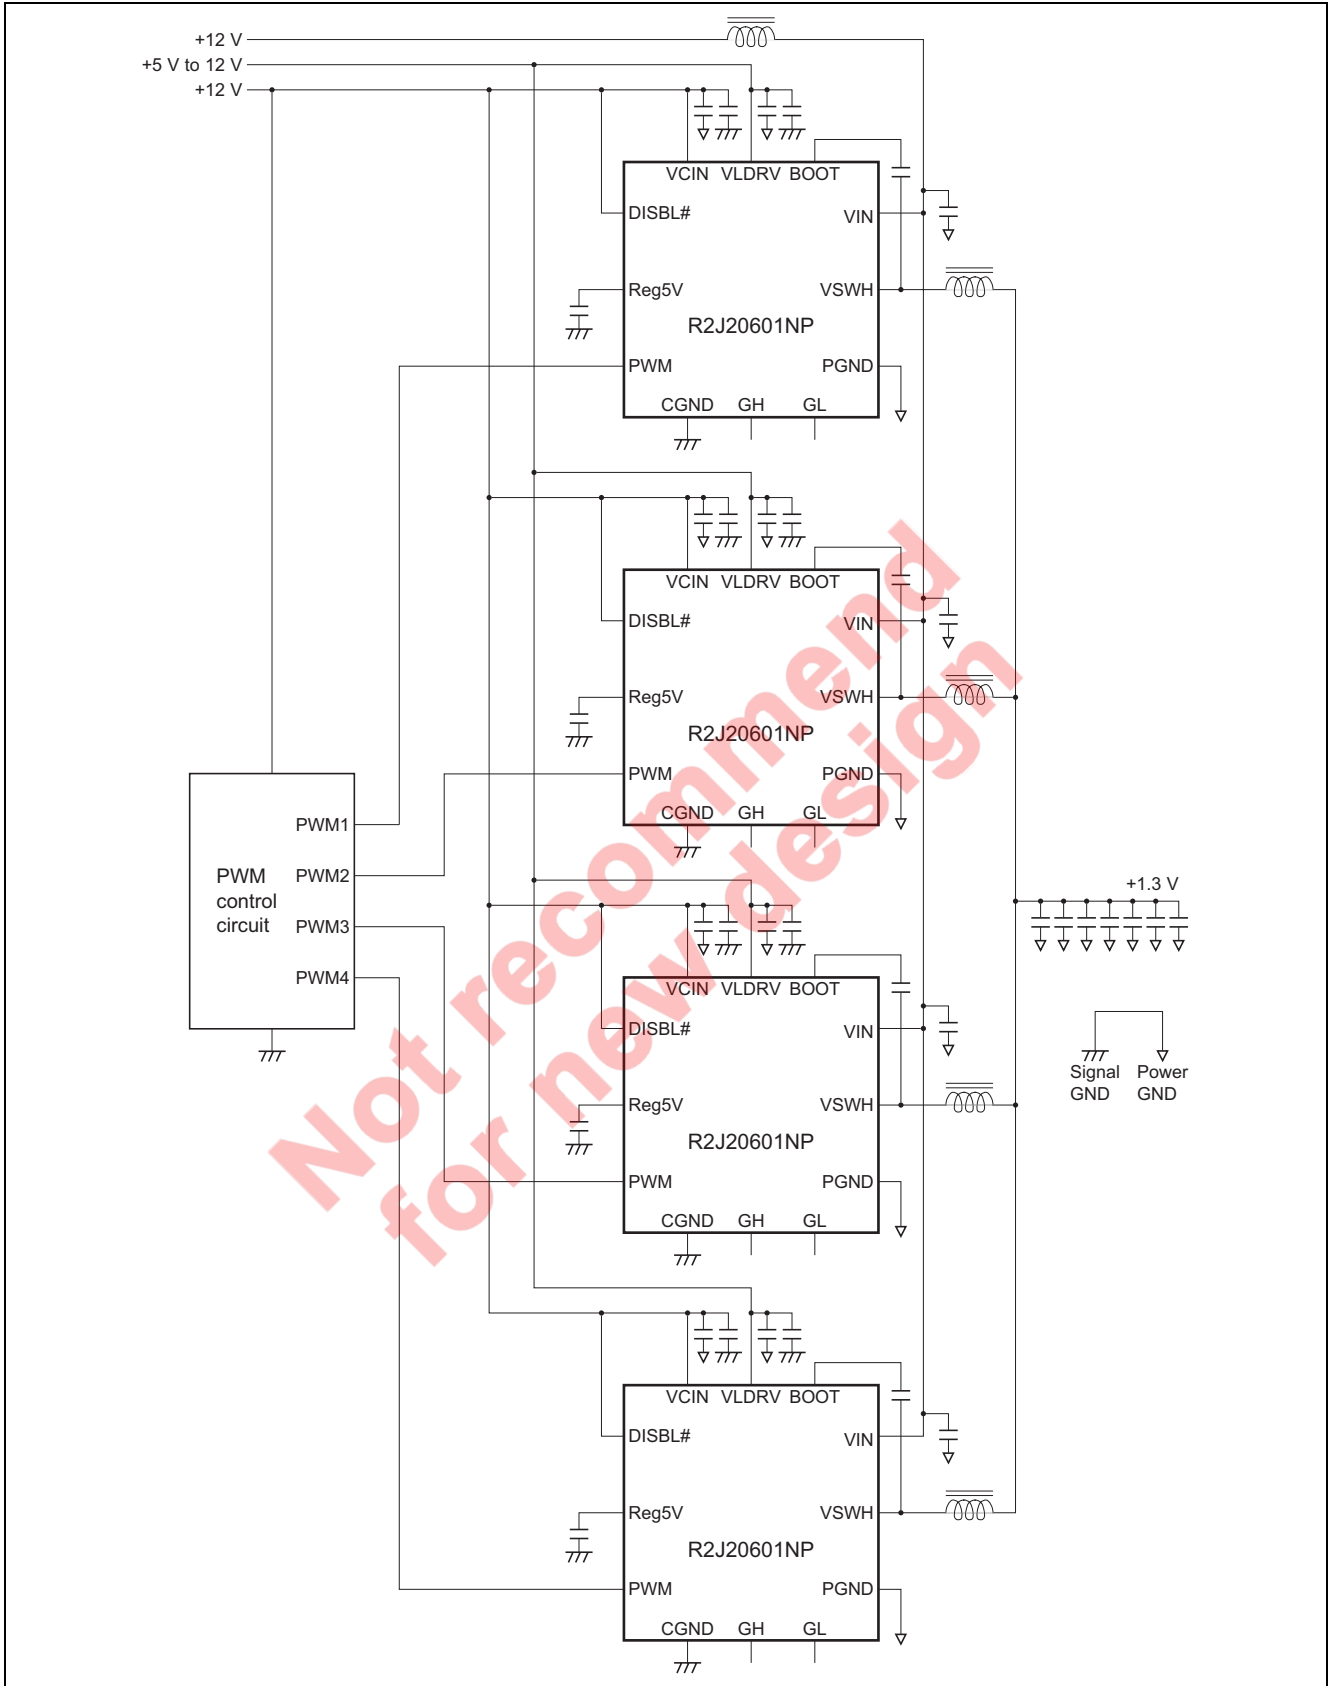 +12 V
+5 V to 12 V
+12 V
VCIN VLDRV BOOT
DISBL#
VIN
Reg5V
VSWH
R2J20601NP
PWM
PGND
CGND GH GL
VCIN VLDRV BOOT
DISBL#
VIN
Reg5V
VSWH
R2J20601NP
PWM
PGND
CGND GH GL
PWM control circuit
PWM1
PWM2
PWM3
PWM4
+1.3 V
VCIN VLDRV BOOT
DISBL#
VIN
Reg5V
VSWH
R2J20601NP
PWM
PGND
CGND GH GL
Signal GND
Power GND
VCIN VLDRV BOOT
DISBL#
VIN
Reg5V
VSWH
R2J20601NP
PWM
PGND
CGND GH GL
Not recommend
for new design